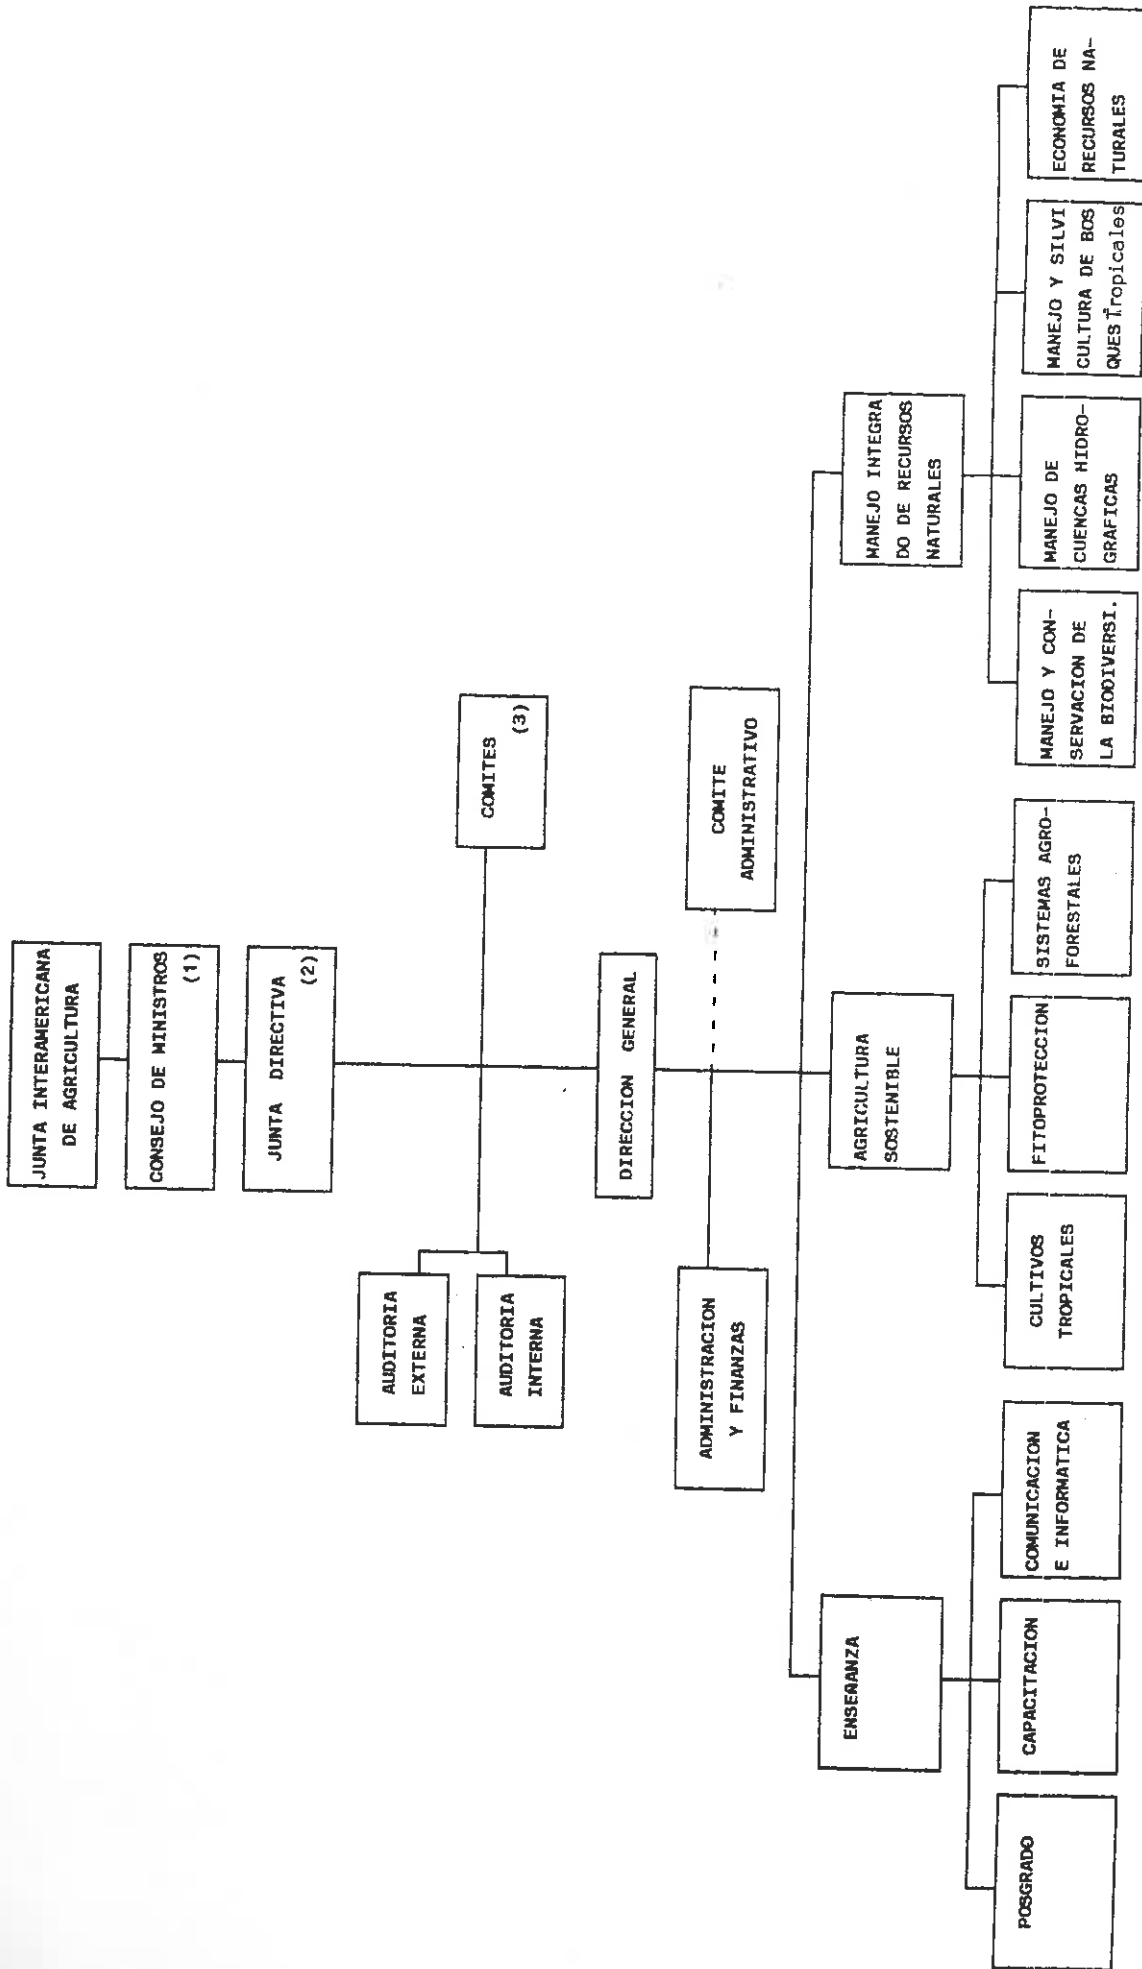 JUNTA INTERAMERICANA
DE AGRICULTURA
CONSEJO DE MINISTROS
(1)
JUNTA DIRECTIVA
(2)
AUDITORIA
EXTERNA
AUDITORIA
INTERNA
COMITES
(3)
DIRECCION GENERAL
ADMINISTRACION
Y FINANZAS
COMITE
ADMINISTRATIVO
ENSEÑANZA
AGRICULTURA
SOSTENIBLE
MANEJO INTEGRA
DO DE RECURSOS
NATURALES
POSGRADO
CAPACITACION
COMUNICACION
E INFORMATICA
CULTIVOS
TROPICALES
FITOPROTECCION
SISTEMAS AGRO-
FORESTALES
MANEJO Y CON-
SERVACION DE
LA BIODIVERSI.
MANEJO DE
CUENCAS HIDRO-
GRAFICAS
MANEJO Y SILVI
CULTURA DE BOS
QUES Tropicales
ECONOMIA DE
RECURSOS NA-
TURALES